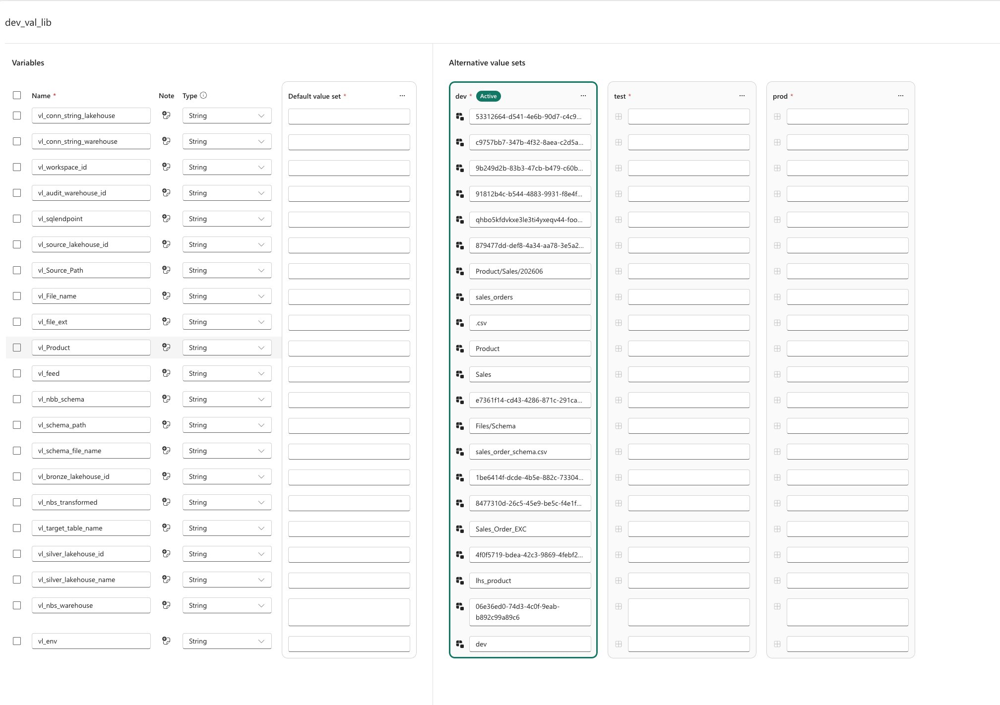 dev_val_lib
Variables
Alternative value sets
Name * Note Type Default value set * ... dev * Active ... test * ... prod * ...
vl_conn_string_lakehouse String 53312664-d541-4e6b-90d7-c4c9...
vl_conn_string_warehouse String c9757bb7-347b-4f32-8aea-c2d5a...
vl_workspace_id String 9b249d2b-83b3-47cb-b479-c60b...
vl_audit_warehouse_id String 91812b4c-b544-4883-9931-f8e4f...
vl_sqlendpoint String qhbo5kfdvkxe3le3ti4yxeqv44-foo...
vl_source_lakehouse_id String 879477dd-def8-4a34-aa78-3e5a2...
vl_Source_Path String Product/Sales/202606
vl_File_name String sales_orders
vl_file_ext String .csv
vl_Product String Product
vl_feed String Sales
vl_nbb_schema String e7361f14-cd43-4286-871c-291ca...
vl_schema_path String Files/Schema
vl_schema_file_name String sales_order_schema.csv
vl_bronze_lakehouse_id String 1be6414f-dcde-4b5e-882c-73304...
vl_nbs_transformed String 8477310d-26c5-45e9-be5c-f4e1f...
vl_target_table_name String Sales_Order_EXC
vl_silver_lakehouse_id String 4f0f5719-bdea-42c3-9869-4febf2...
vl_silver_lakehouse_name String lhs_product
vl_nbs_warehouse String 06e36ed0-74d3-4c0f-9eab-
b892c99a89c6
vl_env String dev